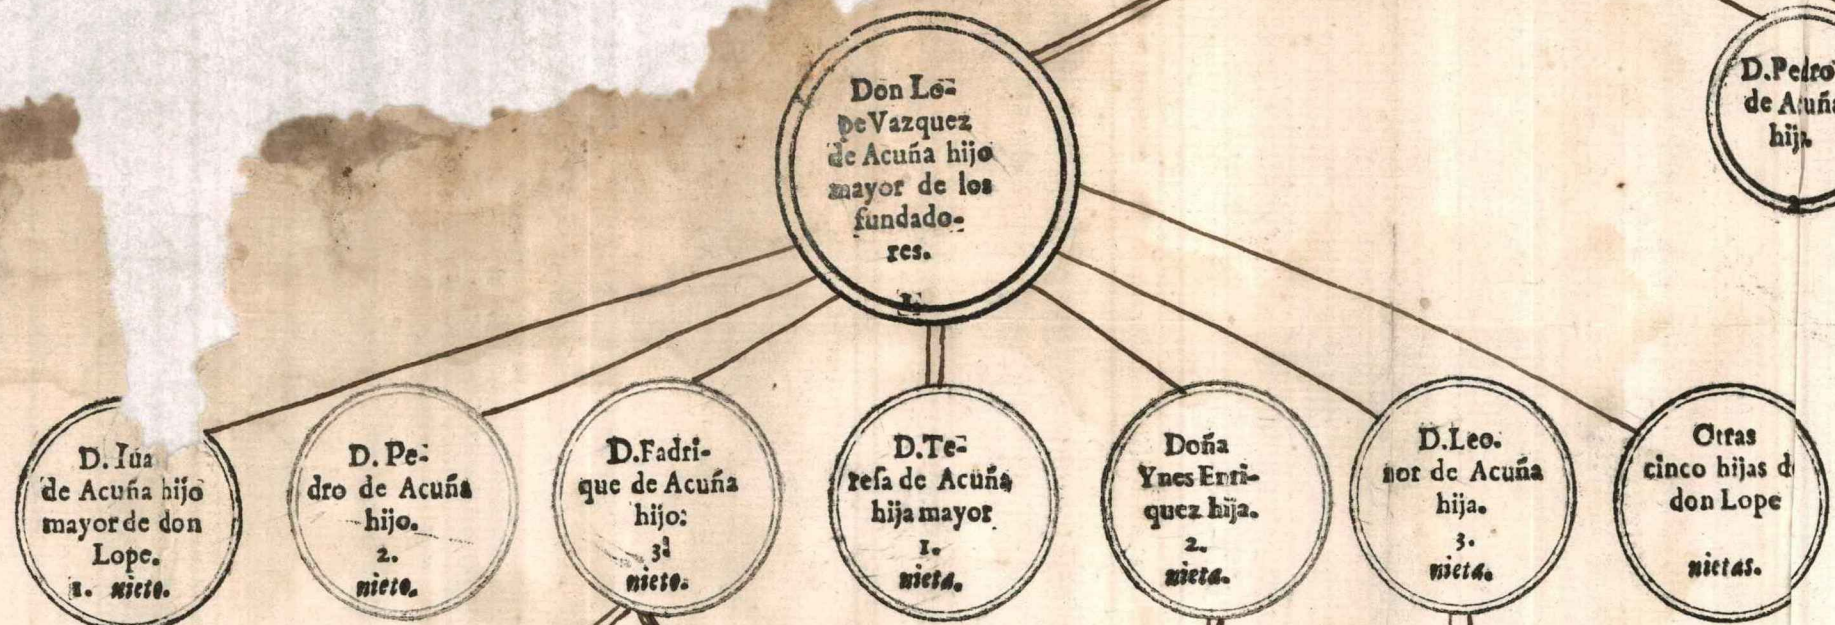 Don Lo-
pe Vazquez
de Acuña hijo
mayor de los
fundado-
res.
1.
D. Pedro
de Acuña
hijo.
D. Iuã
de Acuña hijo
mayor de don
Lope.
1. nieto.
D. Pe-
dro de Acuña
hijo.
2.
nieto.
D. Fadri-
que de Acuña
hijo.
3
nieto.
D. Te-
resa de Acuña
hija mayor
1.
nieta.
Doña
Ynes Enri-
quez hija.
2.
nieta.
D. Leo.
nor de Acuña
hija.
3.
nieta.
Otras
cinco hijas d
don Lope
nietas.